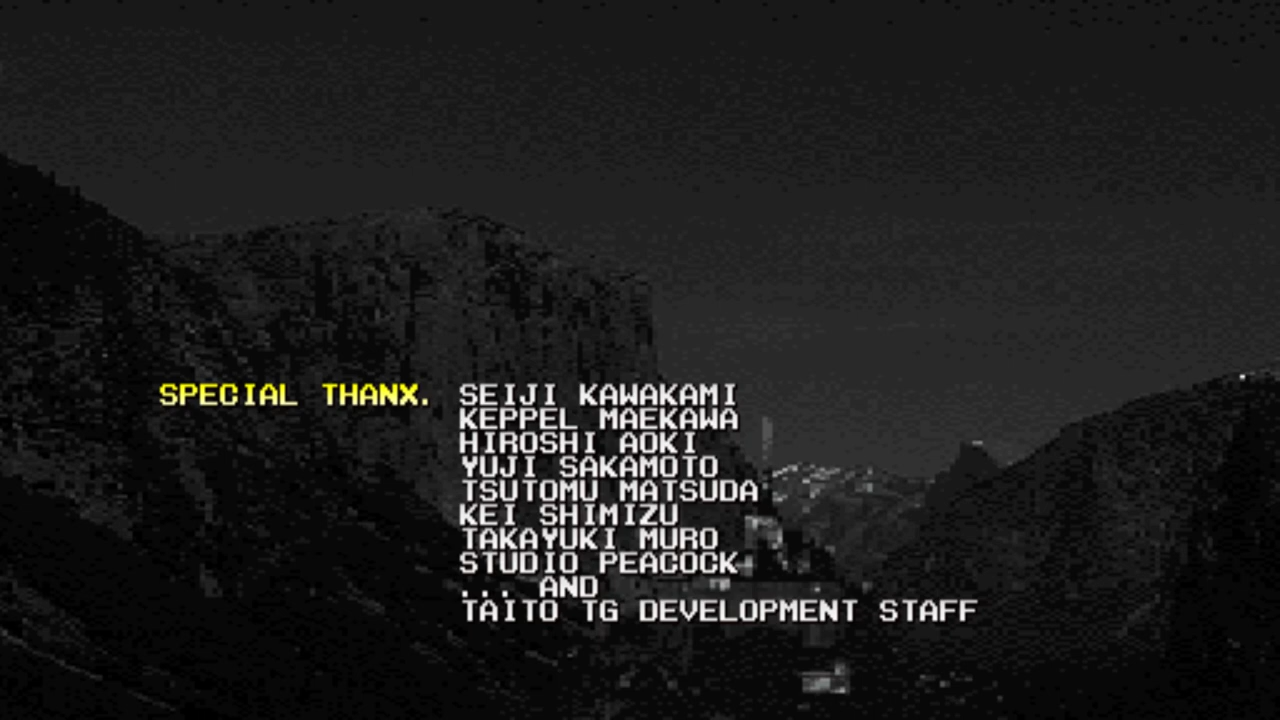 SPECIAL THANX. SEIJI KAWAKAMI
KEPPEL MAEKAWA
HIROSHI AOKI
YUJI SAKAMOTO
TSUTOMU MATSUDA
KEI SHIMIZU
TAKAYUKI MURO
STUDIO PEACOCK
... AND
TAITO TG DEVELOPMENT STAFF